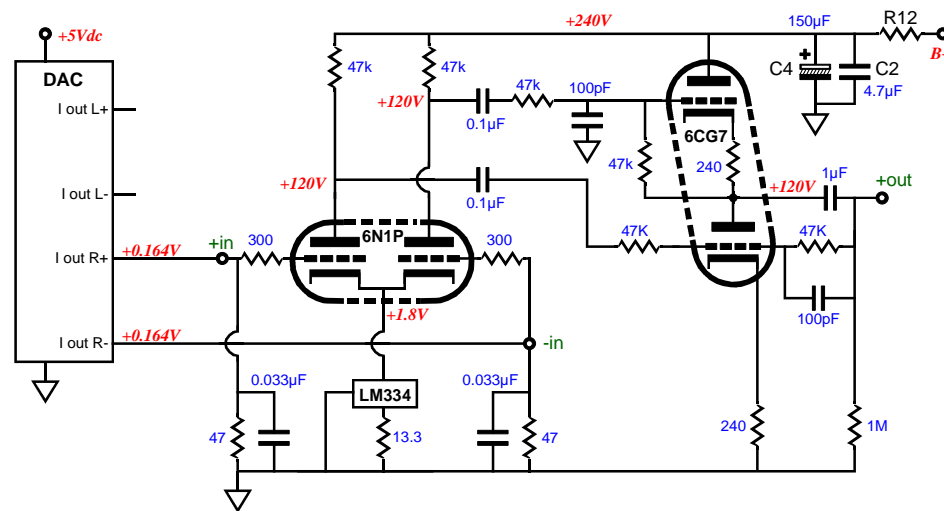 +5Vdc
DAC
I out L+
I out L-
I out R+
I out R-
+0.164V
+0.164V
+in
300
47
0.033µF
47k
47k
+120V
+120V
6N1P
+1.8V
LM334
13.3
300
-in
0.033µF
47
+240V
0.1µF
47k
100pF
0.1µF
47k
6CG7
240
47K
+120V
1µF
+out
47K
100pF
240
1M
150µF
C4
C2
4.7µF
R12